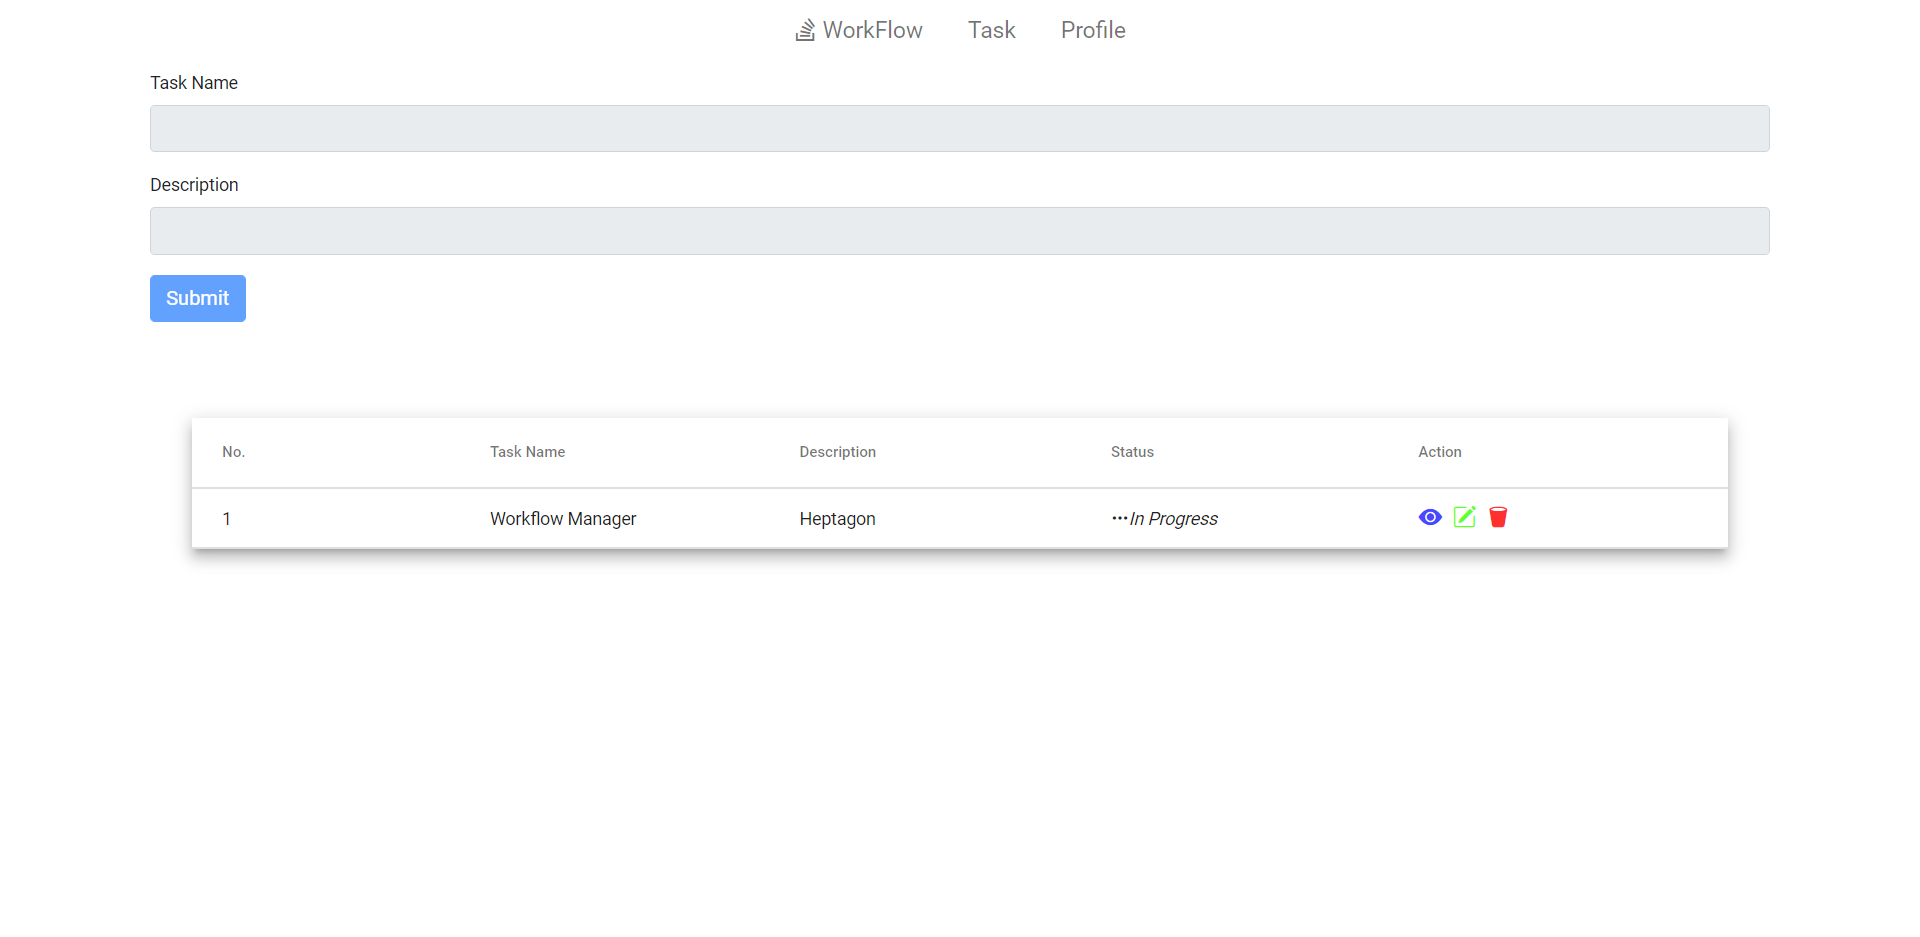 WorkFlow Task Profile
Task Name
Description
Submit
No. Task Name Description Status Action
1 Workflow Manager Heptagon ···In Progress